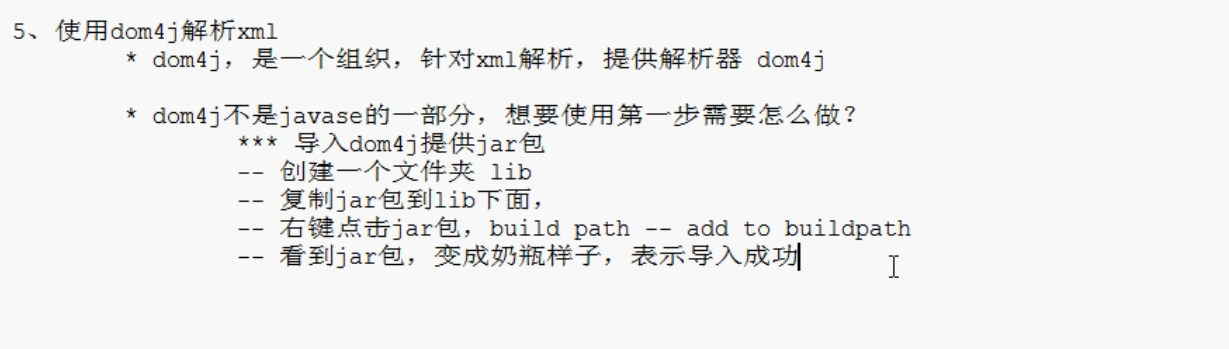 5、使用dom4j解析xml
* dom4j，是一个组织，针对xml解析，提供解析器 dom4j
* dom4j不是javase的一部分，想要使用第一步需要怎么做？
*** 导入dom4j提供jar包
-- 创建一个文件夹 lib
-- 复制jar包到lib下面，
-- 右键点击jar包，build path -- add to buildpath
-- 看到jar包，变成奶瓶样子，表示导入成功